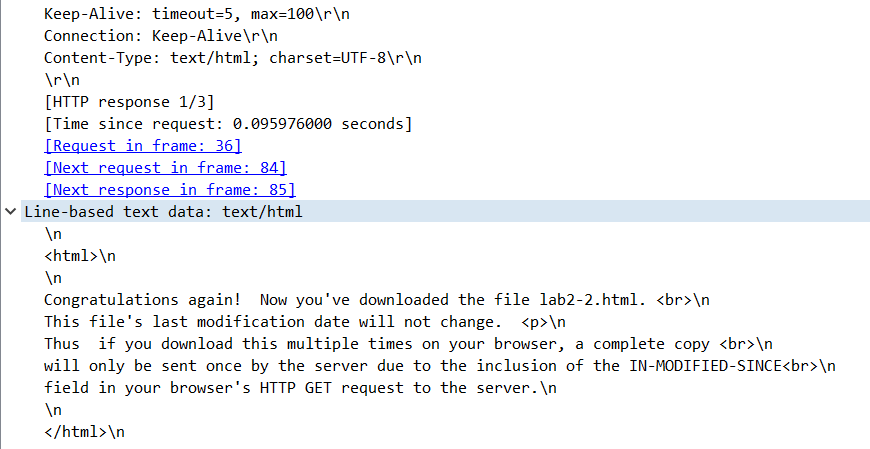 Keep-Alive: timeout=5, max=100\r\n
Connection: Keep-Alive\r\n
Content-Type: text/html; charset=UTF-8\r\n
\r\n
[HTTP response 1/3]
[Time since request: 0.095976000 seconds]
[Request in frame: 36]
[Next request in frame: 84]
[Next response in frame: 85]
Line-based text data: text/html
\n
<html>\n
\n
Congratulations again!  Now you've downloaded the file lab2-2.html. <br>\n
This file's last modification date will not change.  <p>\n
Thus  if you download this multiple times on your browser, a complete copy <br>\n
will only be sent once by the server due to the inclusion of the IN-MODIFIED-SINCE<br>\n
field in your browser's HTTP GET request to the server.\n
\n
</html>\n